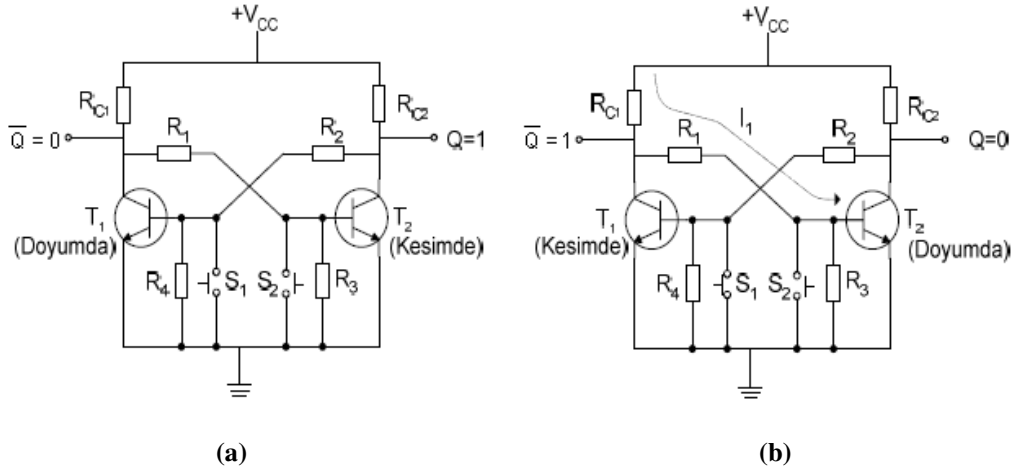 +V_CC
R_C1
R_C2
Q̅ = 0
R_1
R_2
Q=1
T_1
(Doyumda)
T_2
(Kesimde)
R_4
S_1
S_2
R_3
(a)
+V_CC
R_C1
I_1
R_C2
Q̅ = 1
R_1
R_2
Q=0
T_1
(Kesimde)
T_2
(Doyumda)
R_4
S_1
S_2
R_3
(b)